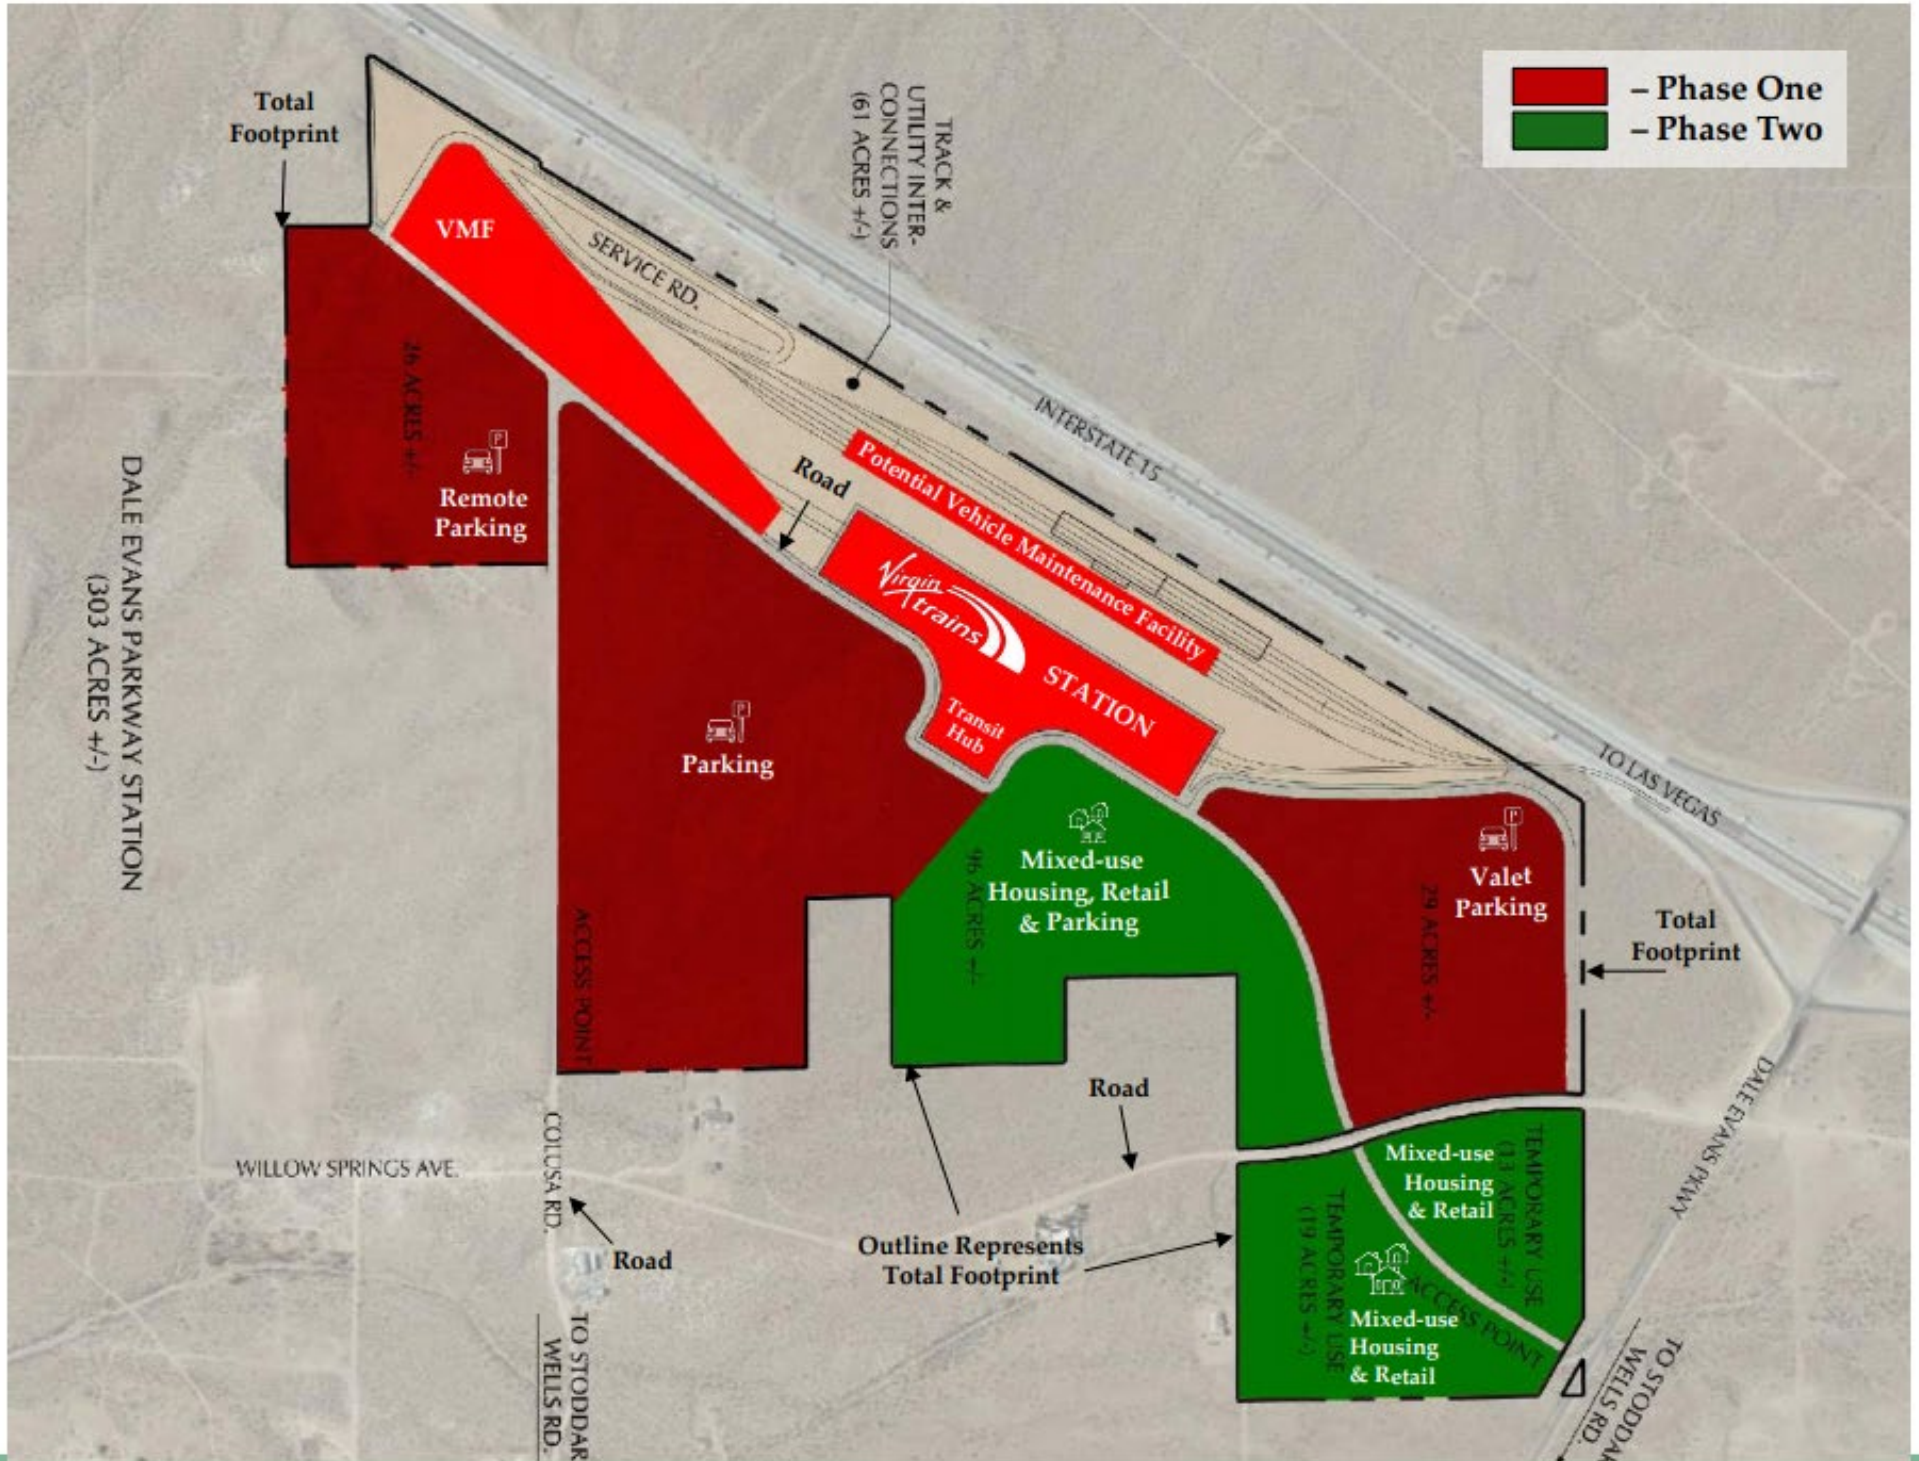 – Phase One
– Phase Two
Total
Footprint
TRACK &
UTILITY INTER-
CONNECTIONS
(61 ACRES +/-)
VMF
SERVICE RD.
INTERSTATE 15
26 ACRES +/-
Remote
Parking
Road
Potential Vehicle Maintenance Facility
Virgin
trains
STATION
Transit
Hub
DALE EVANS PARKWAY STATION
(303 ACRES +/-)
P
P
Parking
TO LAS VEGAS
P
Valet
Parking
29 ACRES +/-
Mixed-use
Housing, Retail
& Parking
96 ACRES +/-
Total
Footprint
ACCESS POINT
Road
DALE EVANS PKWY
WILLOW SPRINGS AVE.
COLUSA RD.
Road
Outline Represents
Total Footprint
Mixed-use
Housing
& Retail
TEMPORARY USE
(13 ACRES +/-)
TEMPORARY USE
(19 ACRES +/-)
ACCESS POINT
Mixed-use
Housing
& Retail
TO STODDAR
WELLS RD.
TO STODDAR
WELLS RD.